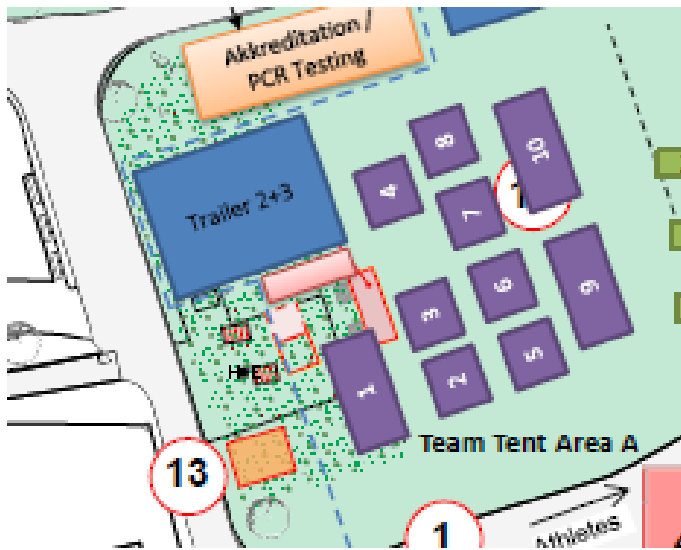 Akkreditation /
PCR Testing
8
10
4
Trailer 2+3
7
6
9
3
5
1
2
Team Tent Area A
13
1
Athletes